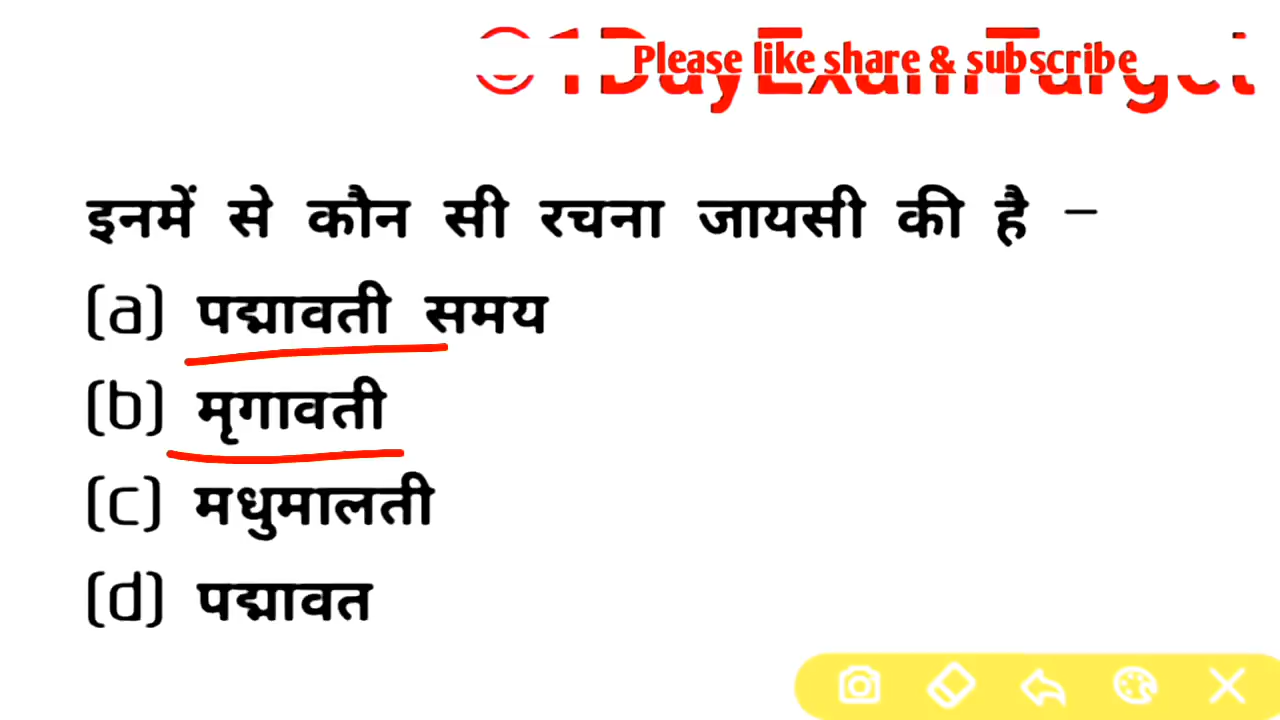 ©1DayExamTarget
Please like share & subscribe
इनमें से कौन सी रचना जायसी की है –
(a) पद्मावती समय
(b) मृगावती
(c) मधुमालती
(d) पद्मावत